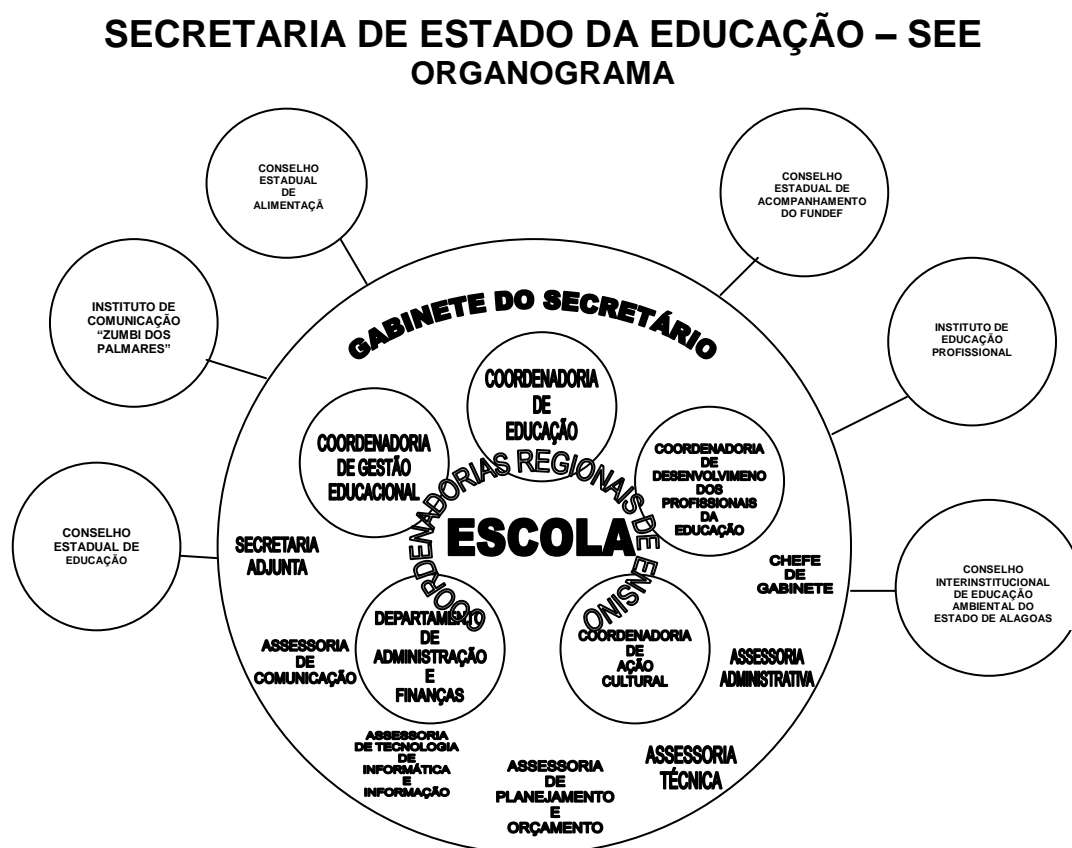 SECRETARIA DE ESTADO DA EDUCAÇÃO – SEE
ORGANOGRAMA
CONSELHO
ESTADUAL
DE
ALIMENTAÇÃ
CONSELHO
ESTADUAL DE
ACOMPANHAMENTO
DO FUNDEF
INSTITUTO DE
COMUNICAÇÃO
“ZUMBI DOS
PALMARES”
INSTITUTO DE
EDUCAÇÃO
PROFISSIONAL
CONSELHO
ESTADUAL DE
EDUCAÇÃO
CONSELHO
INTERINSTITUCIONAL
DE EDUCAÇÃO
AMBIENTAL DO
ESTADO DE ALAGOAS
GABINETE DO SECRETÁRIO
COORDENADORIA
DE
EDUCAÇÃO
COORDENADORIA
DE GESTÃO
EDUCACIONAL
COORDENADORIA
DE
DESENVOLVIMENO
DOS
PROFISSIONAIS
DA
EDUCAÇÃO
COORDENADORIAS REGIONAIS DE ENSINO
ESCOLA
SECRETARIA
ADJUNTA
CHEFE
DE
GABINETE
DEPARTAMENTO
DE
ADMINISTRAÇÃO
E
FINANÇAS
COORDENADORIA
DE
AÇÃO
CULTURAL
ASSESSORIA
DE
COMUNICAÇÃO
ASSESSORIA
ADMINISTRATIVA
ASSESSORIA
DE TECNOLOGIA
DE
INFORMÁTICA
E
INFORMAÇÃO
ASSESSORIA
DE
PLANEJAMENTO
E
ORÇAMENTO
ASSESSORIA
TÉCNICA